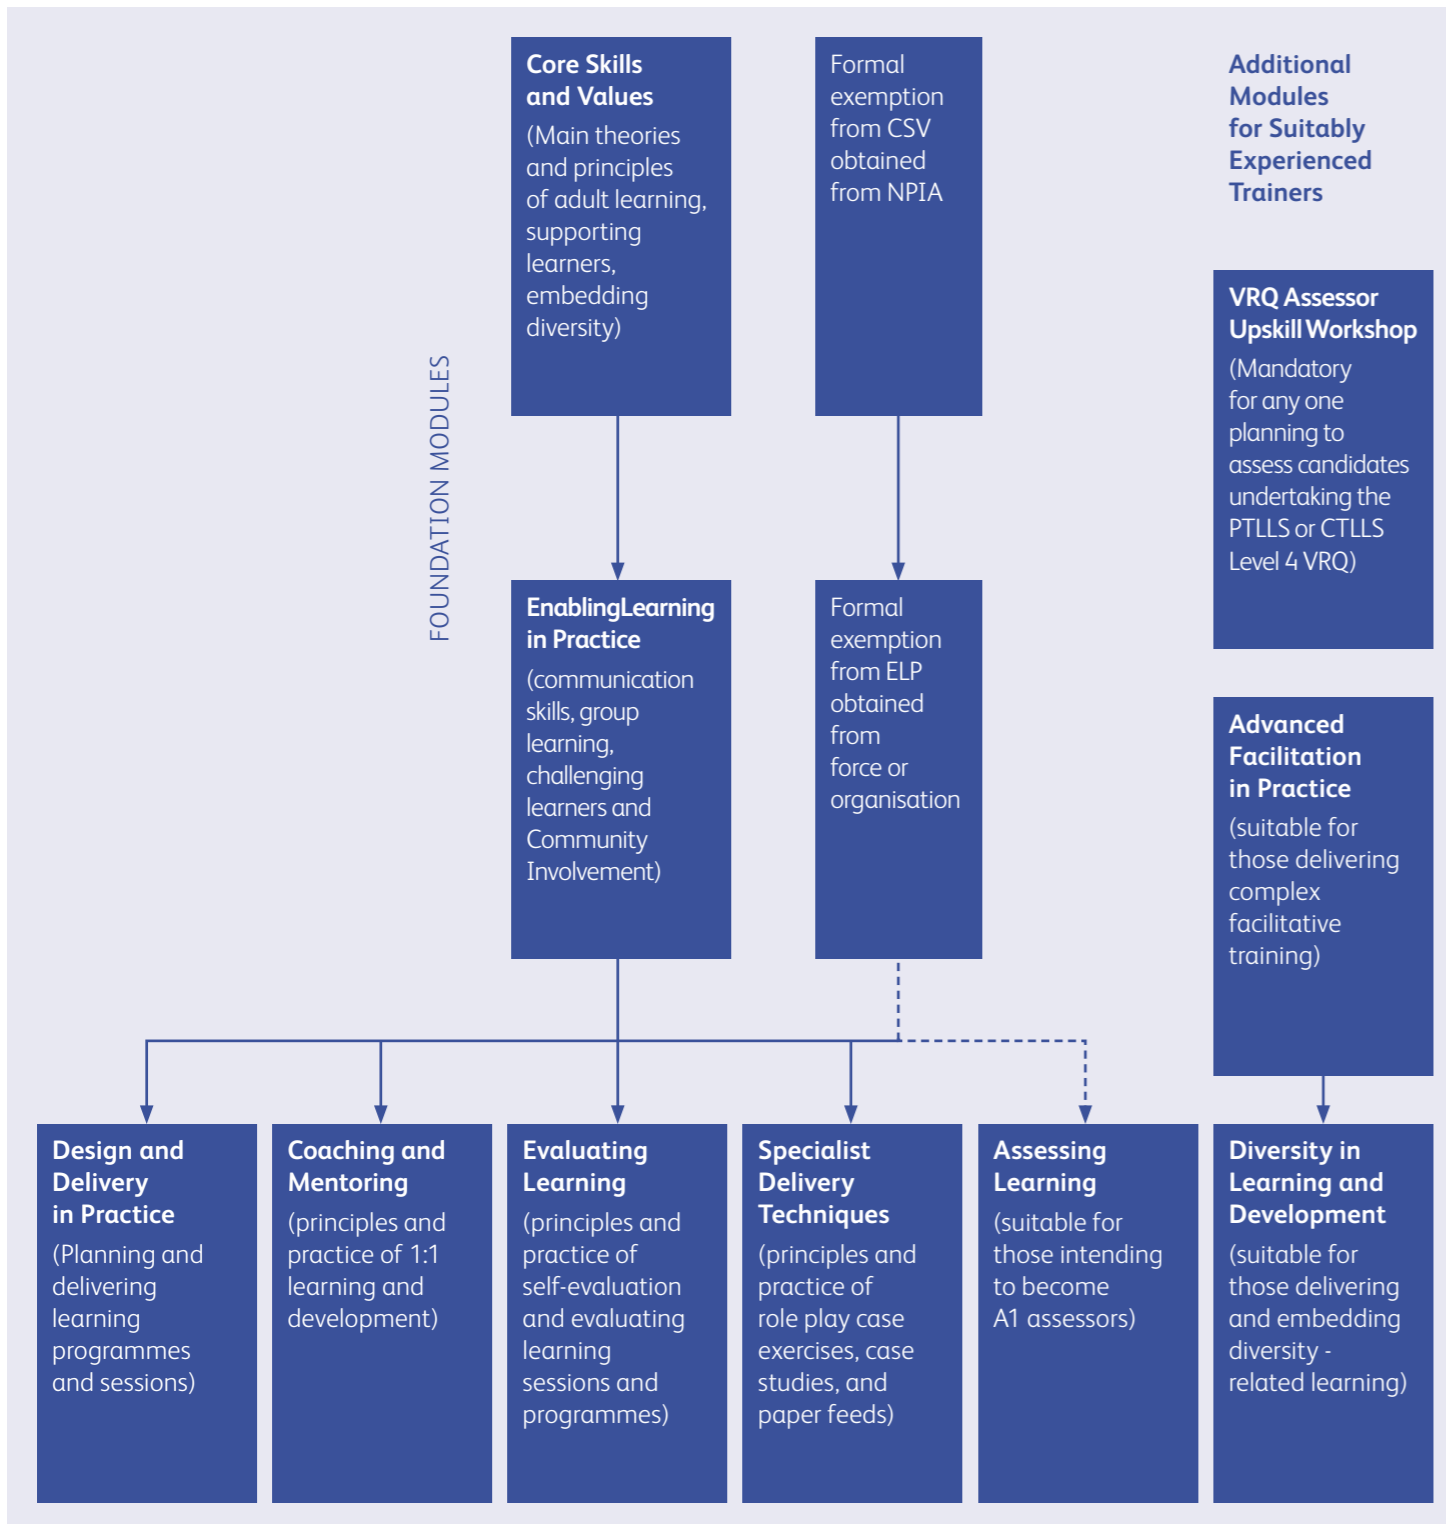 FOUNDATION MODULES
Core Skills
and Values
(Main theories
and principles
of adult learning,
supporting
learners,
embedding
diversity)
Formal
exemption
from CSV
obtained
from NPIA
Additional
Modules
for Suitably
Experienced
Trainers
VRQ Assessor
Upskill Workshop
(Mandatory
for any one
planning to
assess candidates
undertaking the
PTLLS or CTLLS
Level 4 VRQ)
EnablingLearning
in Practice
(communication
skills, group
learning,
challenging
learners and
Community
Involvement)
Formal
exemption
from ELP
obtained
from
force or
organisation
Advanced
Facilitation
in Practice
(suitable for
those delivering
complex
facilitative
training)
Design and
Delivery
in Practice
(Planning and
delivering
learning
programmes
and sessions)
Coaching and
Mentoring
(principles and
practice of 1:1
learning and
development)
Evaluating
Learning
(principles and
practice of
self-evaluation
and evaluating
learning
sessions and
programmes)
Specialist
Delivery
Techniques
(principles and
practice of
role play case
exercises, case
studies, and
paper feeds)
Assessing
Learning
(suitable for
those intending
to become
A1 assessors)
Diversity in
Learning and
Development
(suitable for
those delivering
and embedding
diversity -
related learning)